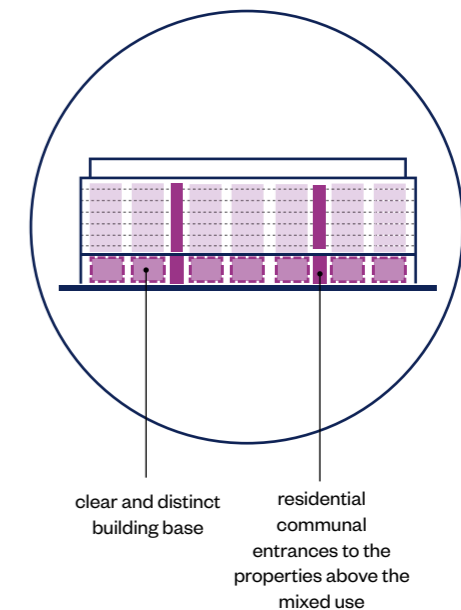 clear and distinct
building base
residential
communal
entrances to the
properties above the
mixed use